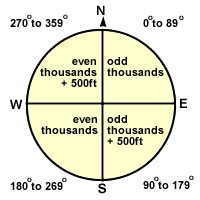 N
270° to 359°
0° to 89°
even
thousands
+ 500ft
odd
thousands
W
E
even
thousands
odd
thousands
+ 500ft
180° to 269°
S
90° to 179°